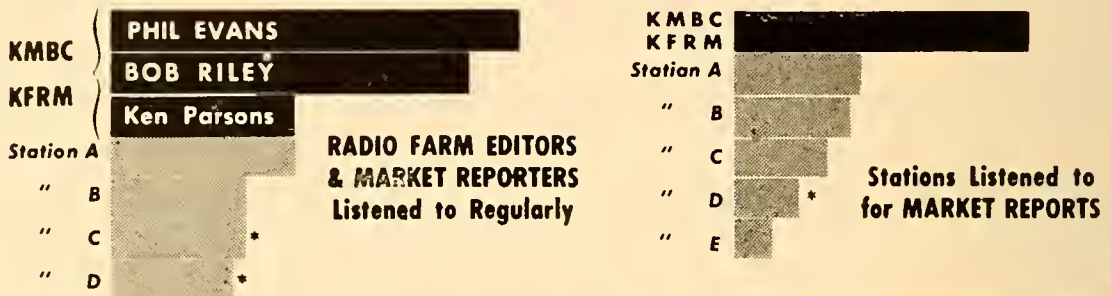 KMBC
KFRM
PHIL EVANS
BOB RILEY
Ken Parsons
Station A
" B
" C *
" D *
RADIO FARM EDITORS
& MARKET REPORTERS
Listened to Regularly
KMBC
KFRM
Station A
" B
" C
" D *
" E
Stations Listened to
for MARKET REPORTS